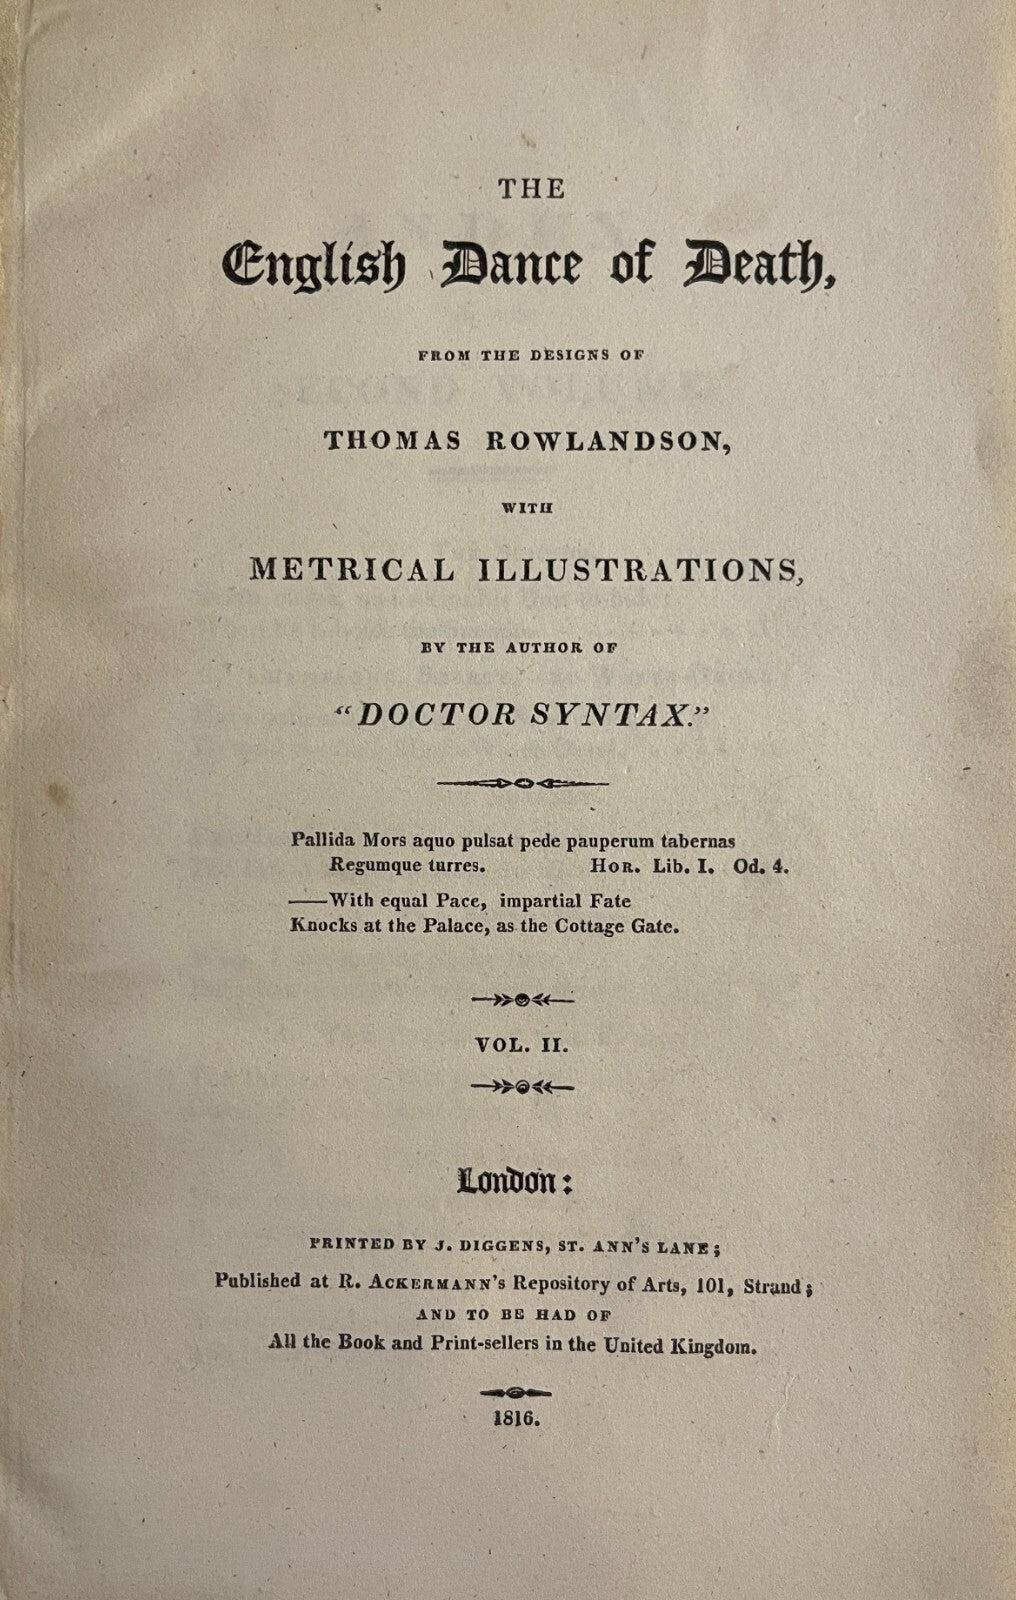 THE
English Dance of Death,
FROM THE DESIGNS OF
THOMAS ROWLANDSON,
WITH
METRICAL ILLUSTRATIONS,
BY THE AUTHOR OF
"DOCTOR SYNTAX."
Pallida Mors aquo pulsat pede pauperum tabernas
Regumque turres. HOR. Lib. I. Od. 4.
——With equal Pace, impartial Fate
Knocks at the Palace, as the Cottage Gate.
VOL. II.
London:
PRINTED BY J. DIGGENS, ST. ANN'S LANE;
Published at R. ACKERMANN's Repository of Arts, 101, Strand;
AND TO BE HAD OF
All the Book and Print-sellers in the United Kingdom.
1816.